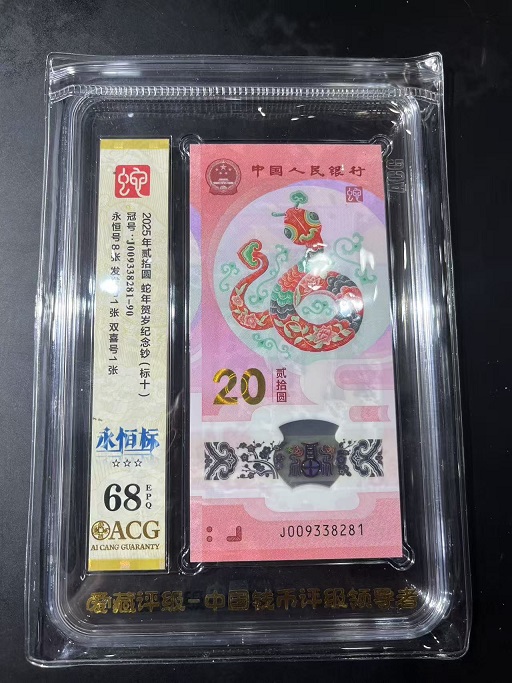 蛇
2025年贰拾圆 蛇年贺岁纪念钞(标十)
冠号:J009338281-90
永恒号8张 发 1张 双喜号1张
永恒标
☆☆☆
68 EPQ
ACG
AI CANG GUARANTY
中国人民银行
蛇
20 贰拾圆
J009338281
爱藏评级-中国钱币评级领导者